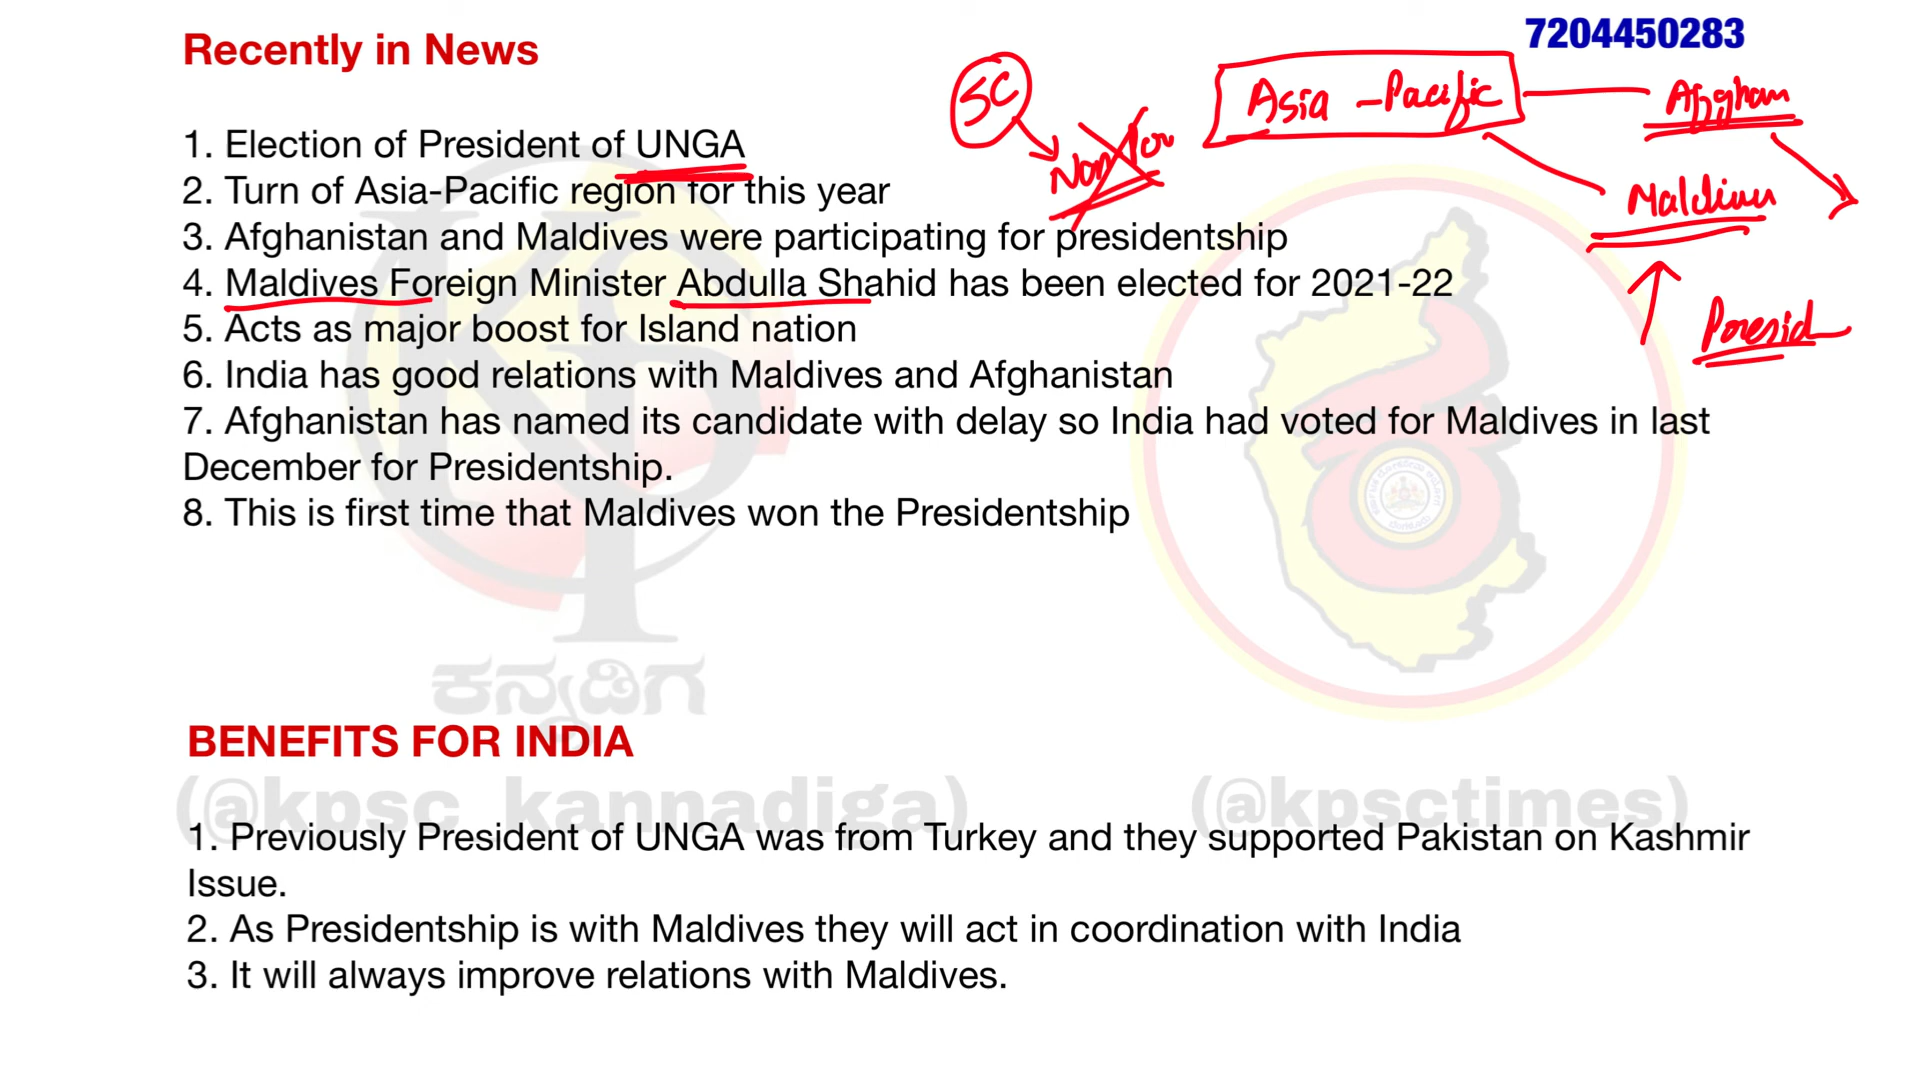 7204450283
Recently in News
SC
Asia - Pacific
Afghan
Non
Presid
1. Election of President of UNGA
2. Turn of Asia-Pacific region for this year
3. Afghanistan and Maldives were participating for presidentship
4. Maldives Foreign Minister Abdulla Shahid has been elected for 2021-22
5. Acts as major boost for Island nation
6. India has good relations with Maldives and Afghanistan
7. Afghanistan has named its candidate with delay so India had voted for Maldives in last
December for Presidentship.
8. This is first time that Maldives won the Presidentship
ಕನ್ನಡಿಗ
BENEFITS FOR INDIA
(@kpsc_kannadiga)
(@kpsctimes)
1. Previously President of UNGA was from Turkey and they supported Pakistan on Kashmir
Issue.
2. As Presidentship is with Maldives they will act in coordination with India
3. It will always improve relations with Maldives.